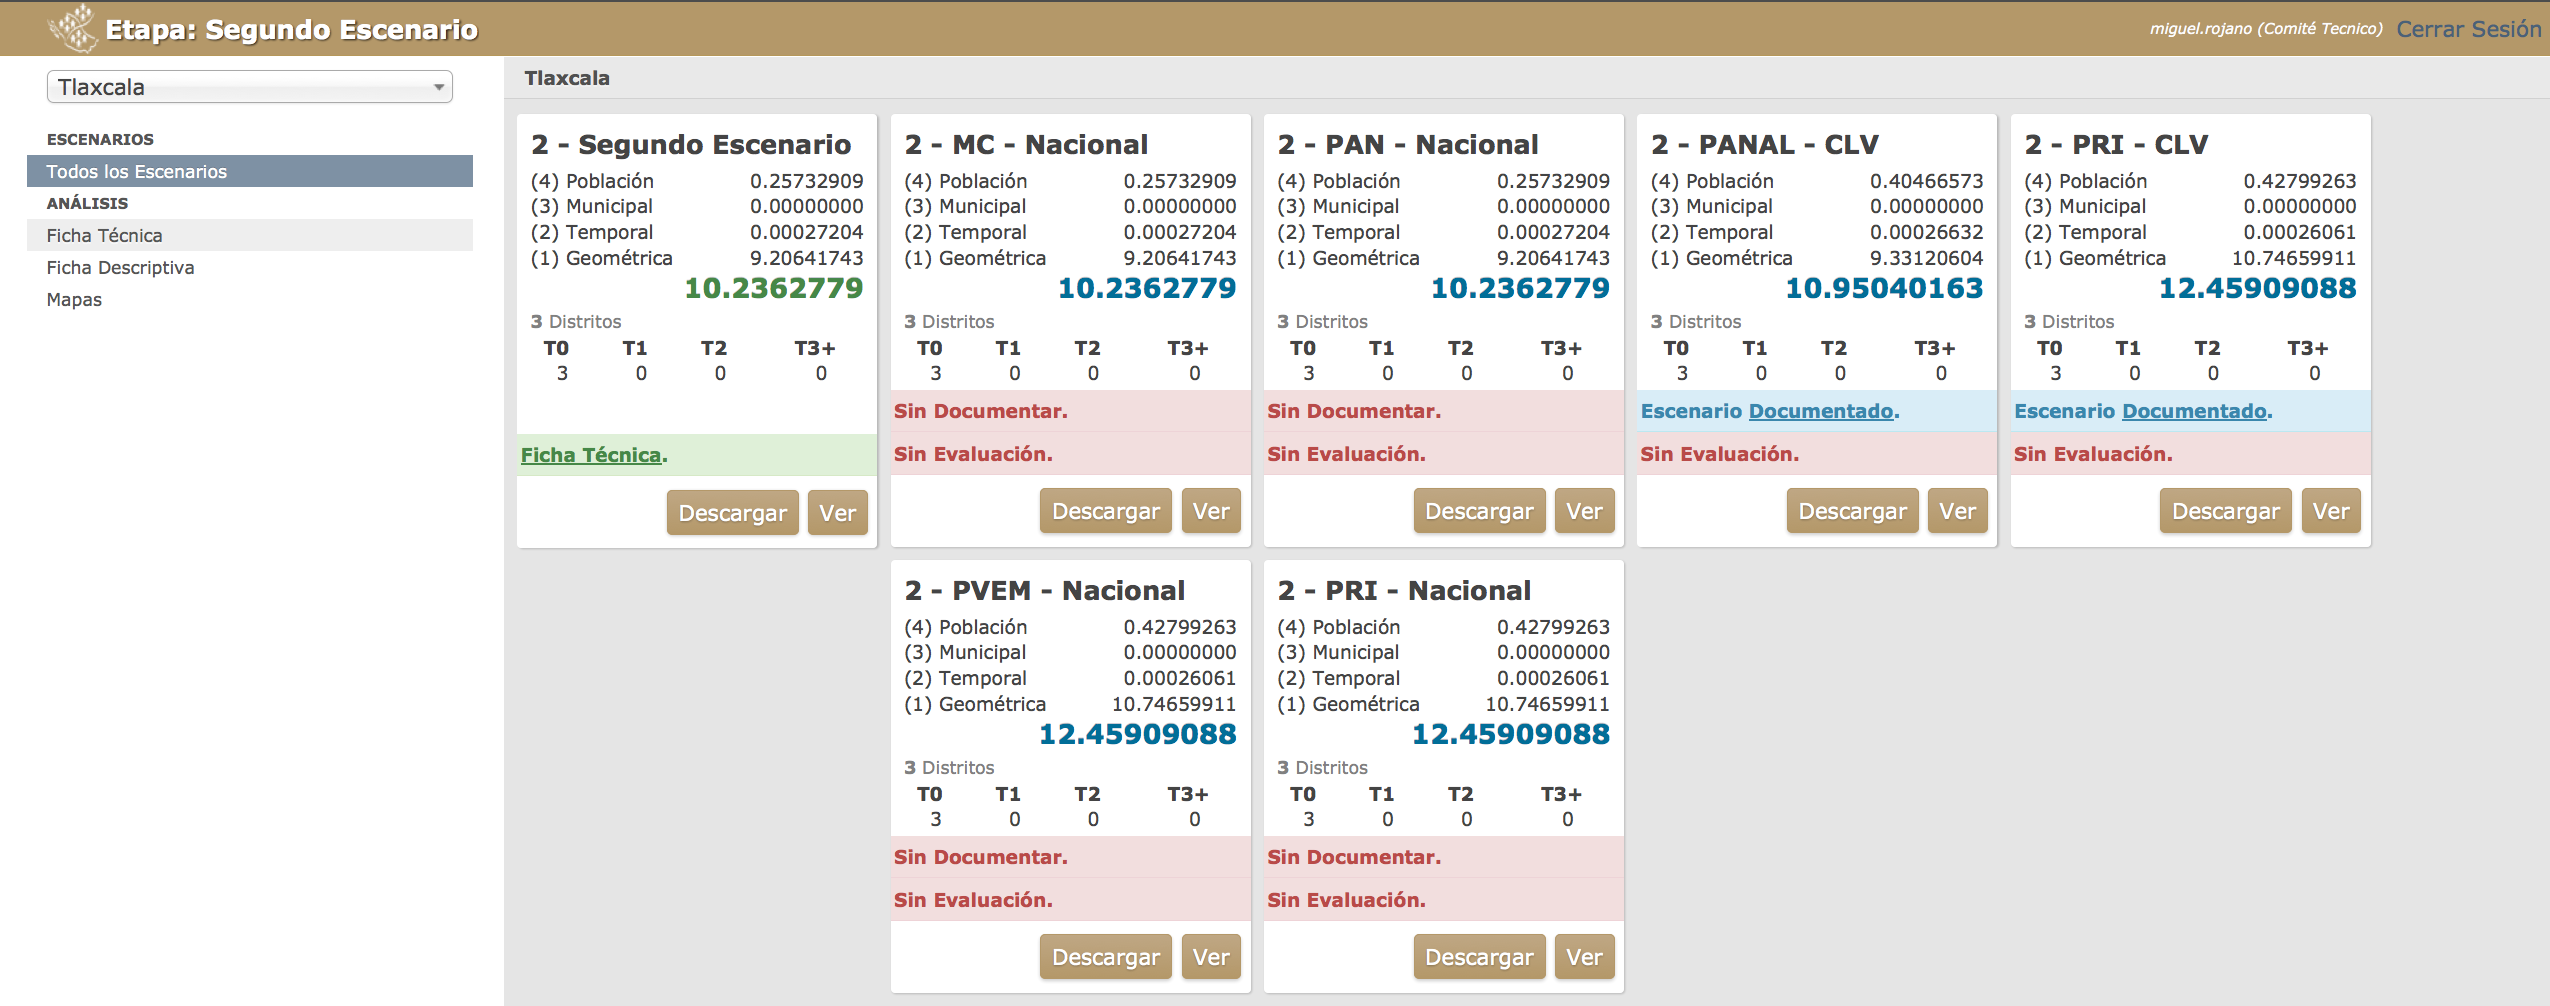 Etapa: Segundo Escenario
miguel.rojano (Comité Tecnico) Cerrar Sesión
Tlaxcala
ESCENARIOS
Todos los Escenarios
ANÁLISIS
Ficha Técnica
Ficha Descriptiva
Mapas
Tlaxcala
2 - Segundo Escenario
(4) Población 0.25732909
(3) Municipal 0.00000000
(2) Temporal 0.00027204
(1) Geométrica 9.20641743
10.2362779
3 Distritos
T0 T1 T2 T3+
3 0 0 0
Ficha Técnica.
Descargar Ver
2 - MC - Nacional
(4) Población 0.25732909
(3) Municipal 0.00000000
(2) Temporal 0.00027204
(1) Geométrica 9.20641743
10.2362779
3 Distritos
T0 T1 T2 T3+
3 0 0 0
Sin Documentar.
Sin Evaluación.
Descargar Ver
2 - PAN - Nacional
(4) Población 0.25732909
(3) Municipal 0.00000000
(2) Temporal 0.00027204
(1) Geométrica 9.20641743
10.2362779
3 Distritos
T0 T1 T2 T3+
3 0 0 0
Sin Documentar.
Sin Evaluación.
Descargar Ver
2 - PANAL - CLV
(4) Población 0.40466573
(3) Municipal 0.00000000
(2) Temporal 0.00026632
(1) Geométrica 9.33120604
10.95040163
3 Distritos
T0 T1 T2 T3+
3 0 0 0
Escenario Documentado.
Sin Evaluación.
Descargar Ver
2 - PRI - CLV
(4) Población 0.42799263
(3) Municipal 0.00000000
(2) Temporal 0.00026061
(1) Geométrica 10.74659911
12.45909088
3 Distritos
T0 T1 T2 T3+
3 0 0 0
Escenario Documentado.
Sin Evaluación.
Descargar Ver
2 - PVEM - Nacional
(4) Población 0.42799263
(3) Municipal 0.00000000
(2) Temporal 0.00026061
(1) Geométrica 10.74659911
12.45909088
3 Distritos
T0 T1 T2 T3+
3 0 0 0
Sin Documentar.
Sin Evaluación.
Descargar Ver
2 - PRI - Nacional
(4) Población 0.42799263
(3) Municipal 0.00000000
(2) Temporal 0.00026061
(1) Geométrica 10.74659911
12.45909088
3 Distritos
T0 T1 T2 T3+
3 0 0 0
Sin Documentar.
Sin Evaluación.
Descargar Ver